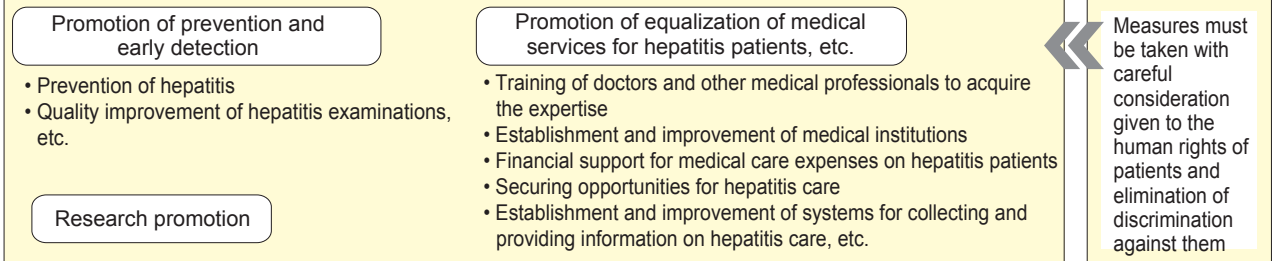 Promotion of prevention and
early detection
• Prevention of hepatitis
• Quality improvement of hepatitis examinations,
etc.
Research promotion
Promotion of equalization of medical
services for hepatitis patients, etc.
• Training of doctors and other medical professionals to acquire
the expertise
• Establishment and improvement of medical institutions
• Financial support for medical care expenses on hepatitis patients
• Securing opportunities for hepatitis care
• Establishment and improvement of systems for collecting and
providing information on hepatitis care, etc.
Measures must
be taken with
careful
consideration
given to the
human rights of
patients and
elimination of
discrimination
against them